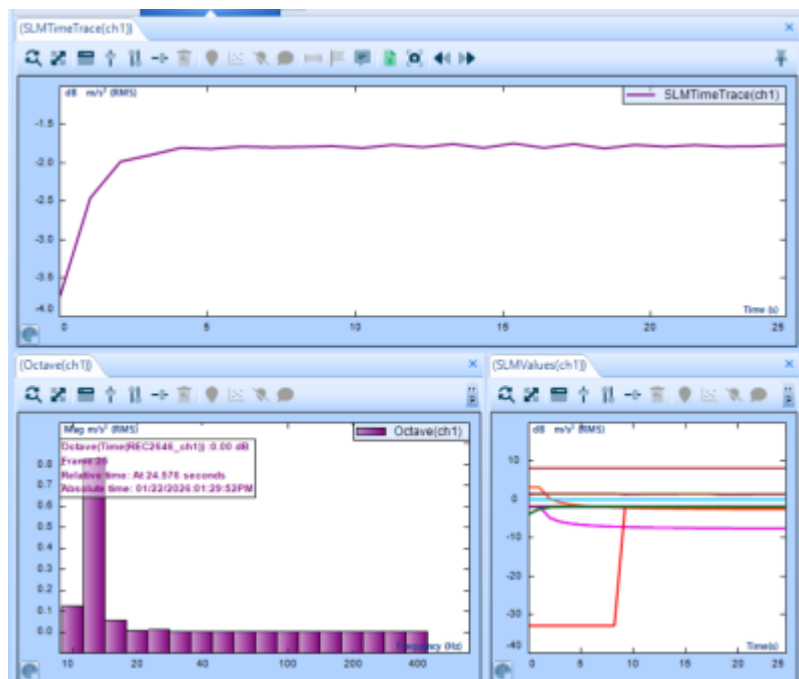 (SLMTimeTrace(ch1))
dB m/s² (RMS)
SLMTimeTrace(ch1)
-1.5
-2.0
-2.5
-3.0
-3.5
-4.0
Time (s)
0 5 10 15 20 25
(Octave(ch1))
Mag m/s² (RMS)
Octave(ch1)
Octave(Time(REC2646_ch1)) :0.00 dB
Frame:25
Relative time: At 24.576 seconds
Absolute time: 01/22/2026:01:29:52PM
0.8
0.7
0.6
0.5
0.4
0.3
0.2
0.1
0.0
Frequency (Hz)
10 20 40 100 200 400
(SLMValues(ch1))
dB m/s² (RMS)
10
0
-10
-20
-30
-40
Time(s)
0 5 10 15 20 25